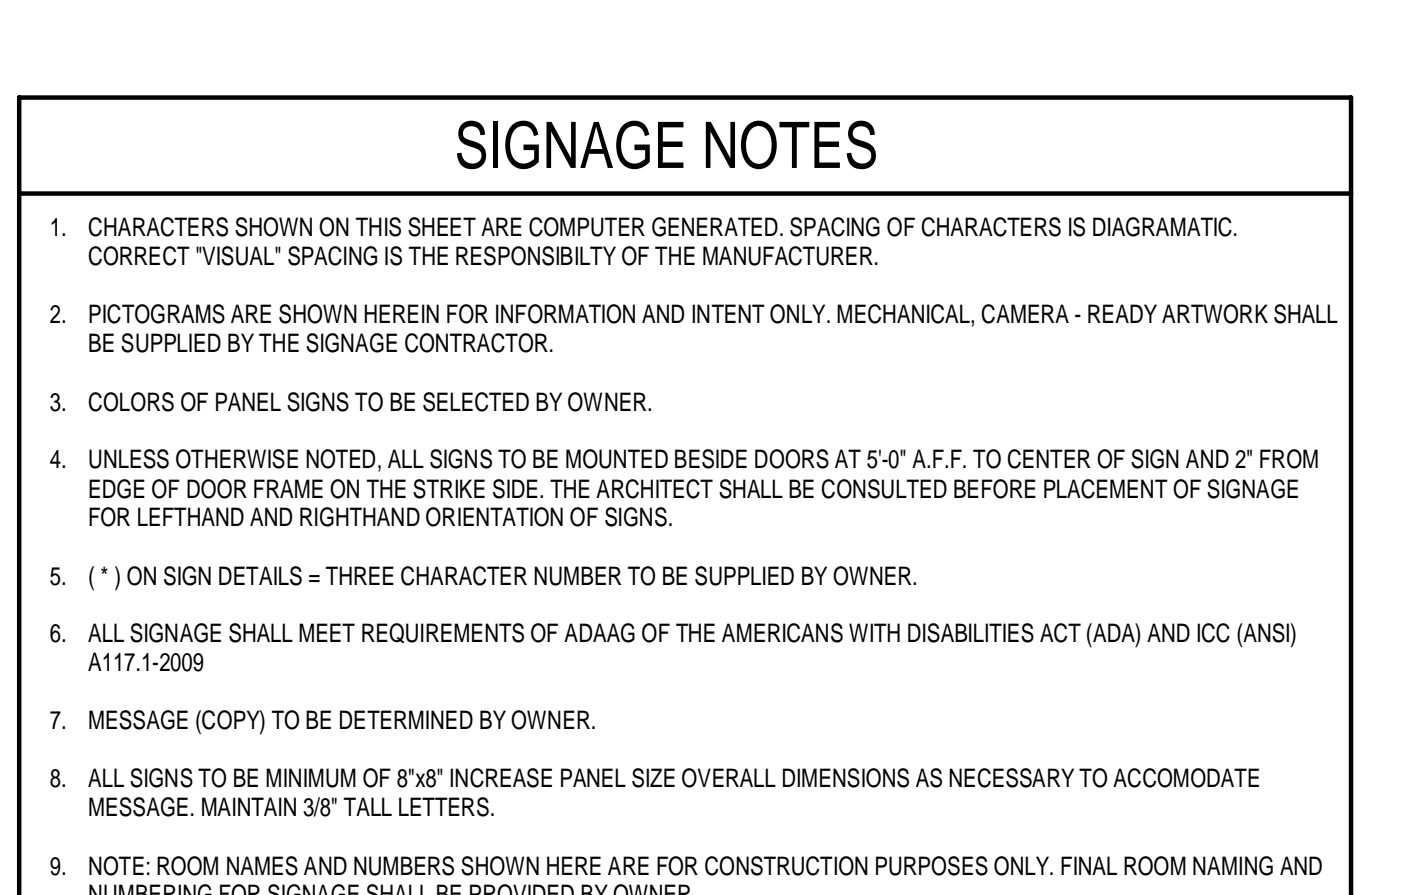 SIGNAGE NOTES
1. CHARACTERS SHOWN ON THIS SHEET ARE COMPUTER GENERATED. SPACING OF CHARACTERS IS DIAGRAMATIC.
CORRECT "VISUAL" SPACING IS THE RESPONSIBILTY OF THE MANUFACTURER.
2. PICTOGRAMS ARE SHOWN HEREIN FOR INFORMATION AND INTENT ONLY. MECHANICAL, CAMERA - READY ARTWORK SHALL
BE SUPPLIED BY THE SIGNAGE CONTRACTOR.
3. COLORS OF PANEL SIGNS TO BE SELECTED BY OWNER.
4. UNLESS OTHERWISE NOTED, ALL SIGNS TO BE MOUNTED BESIDE DOORS AT 5'-0" A.F.F. TO CENTER OF SIGN AND 2" FROM
EDGE OF DOOR FRAME ON THE STRIKE SIDE. THE ARCHITECT SHALL BE CONSULTED BEFORE PLACEMENT OF SIGNAGE
FOR LEFTHAND AND RIGHTHAND ORIENTATION OF SIGNS.
5. ( * ) ON SIGN DETAILS = THREE CHARACTER NUMBER TO BE SUPPLIED BY OWNER.
6. ALL SIGNAGE SHALL MEET REQUIREMENTS OF ADAAG OF THE AMERICANS WITH DISABILITIES ACT (ADA) AND ICC (ANSI)
A117.1-2009
7. MESSAGE (COPY) TO BE DETERMINED BY OWNER.
8. ALL SIGNS TO BE MINIMUM OF 8"x8" INCREASE PANEL SIZE OVERALL DIMENSIONS AS NECESSARY TO ACCOMODATE
MESSAGE. MAINTAIN 3/8" TALL LETTERS.
9. NOTE: ROOM NAMES AND NUMBERS SHOWN HERE ARE FOR CONSTRUCTION PURPOSES ONLY. FINAL ROOM NAMING AND
NUMBERING FOR SIGNAGE SHALL BE PROVIDED BY OWNER